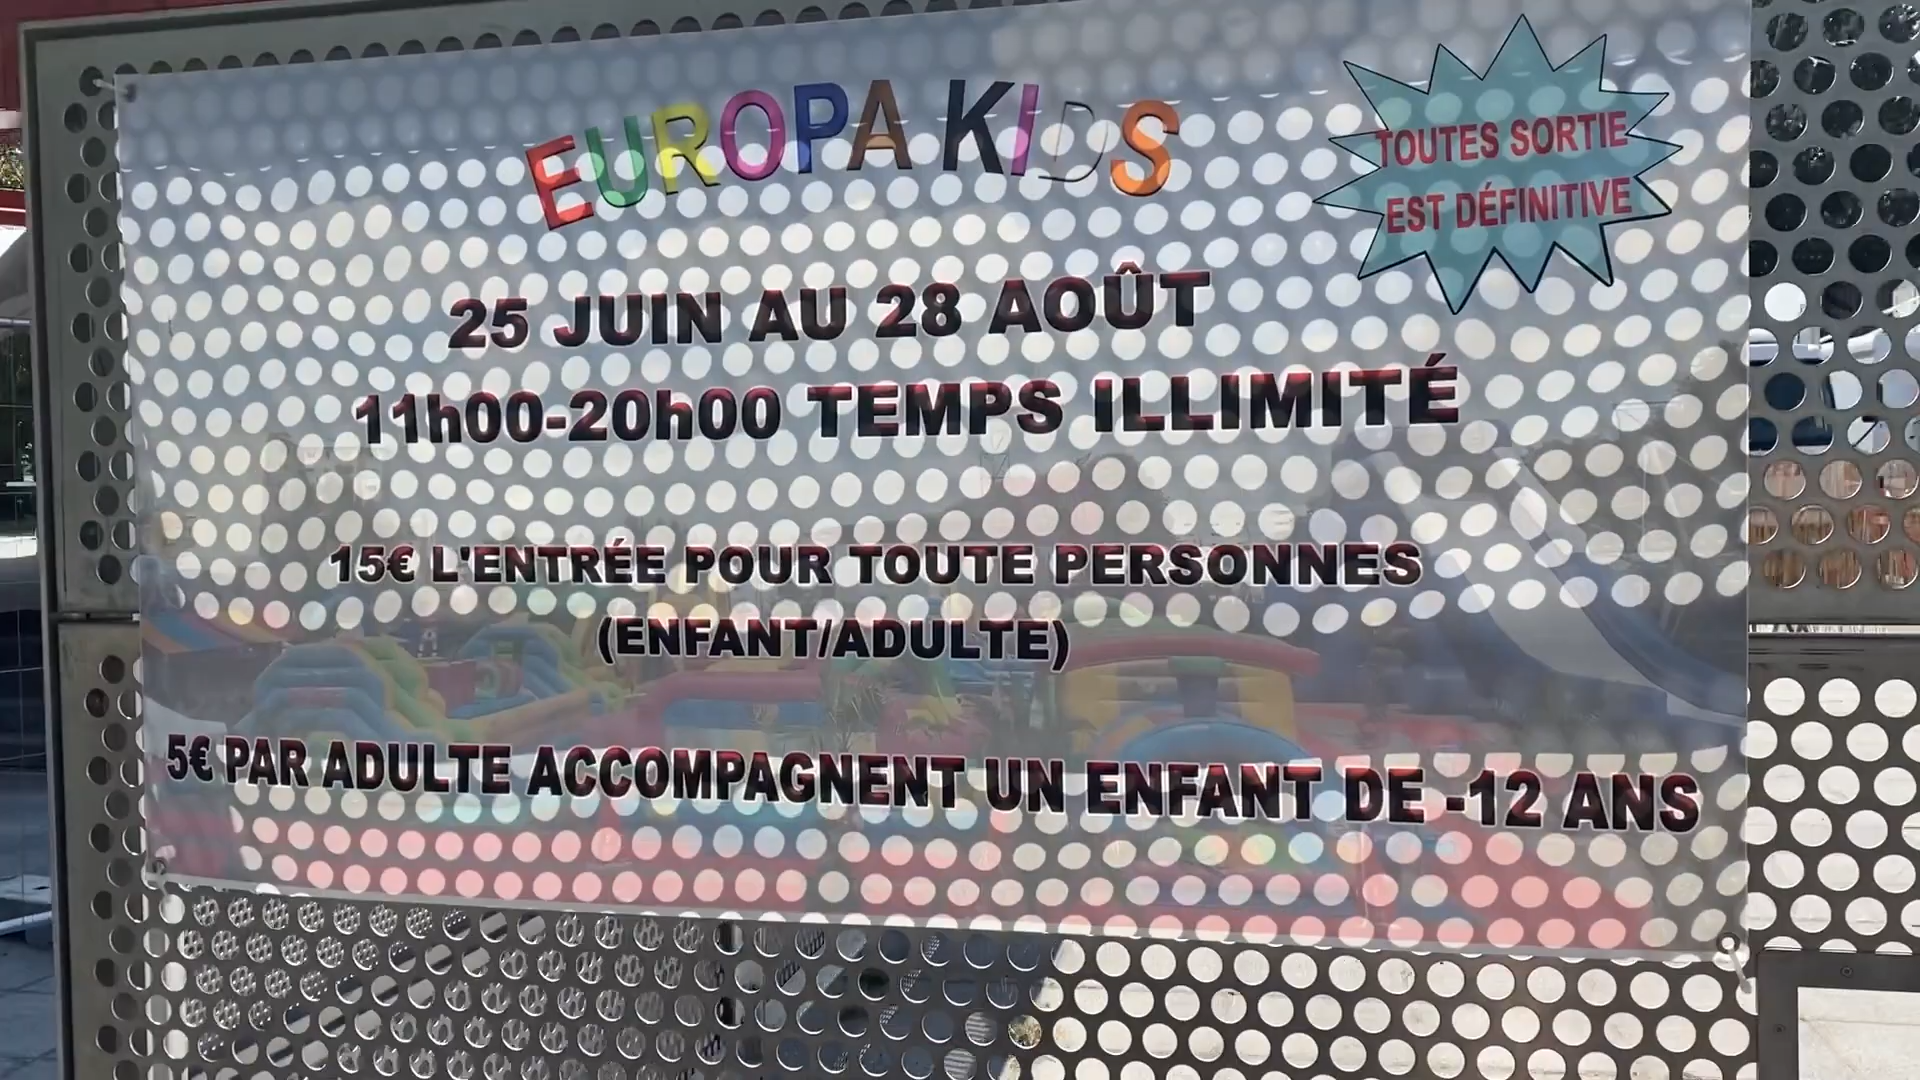 EUROPA KIDS
TOUTES SORTIE
EST DÉFINITIVE
25 JUIN AU 28 AOÛT
11h00-20h00 TEMPS ILLIMITÉ
15€ L'ENTRÉE POUR TOUTE PERSONNES
(ENFANT/ADULTE)
5€ PAR ADULTE ACCOMPAGNENT UN ENFANT DE -12 ANS